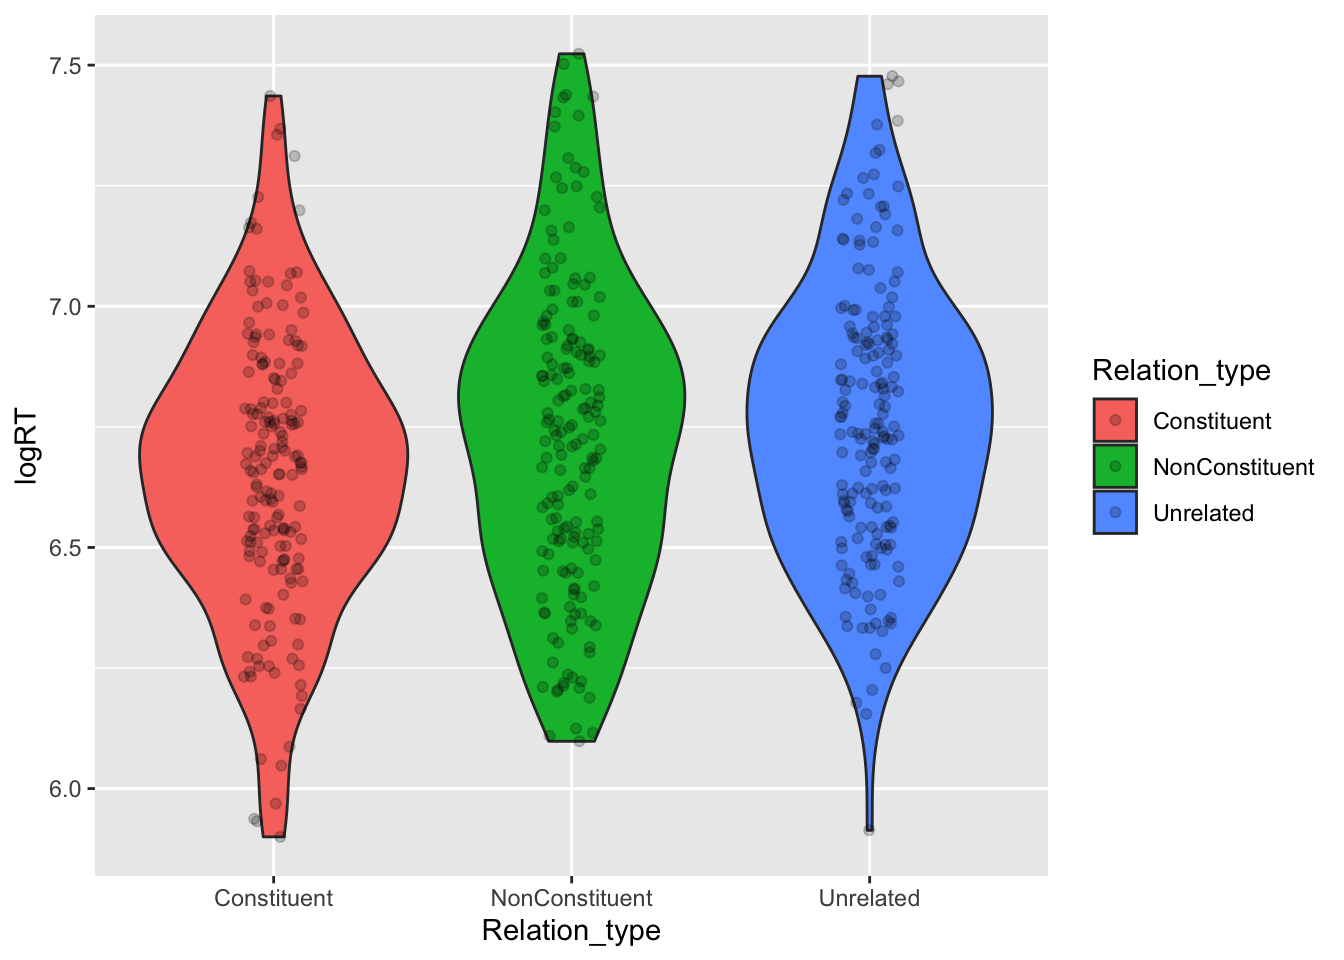 logRT
7.5
7.0
6.5
6.0
Constituent NonConstituent Unrelated
Relation_type
Relation_type
Constituent
NonConstituent
Unrelated